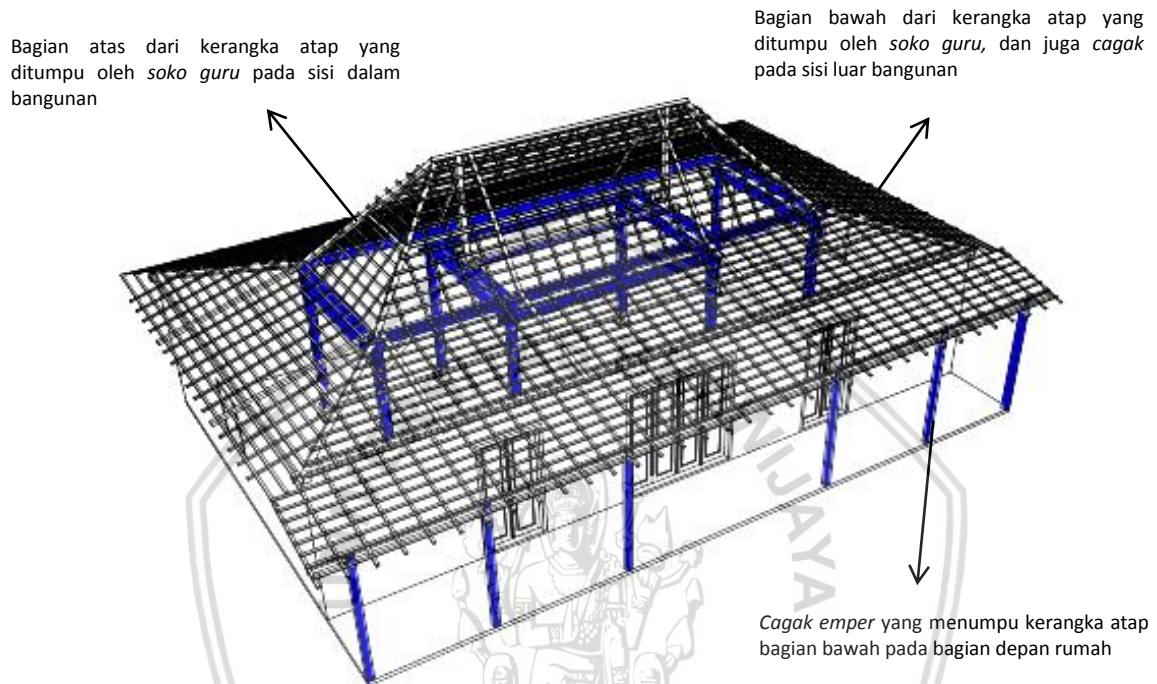 Bagian atas dari kerangka atap yang
ditumpu oleh soko guru pada sisi dalam
bangunan
Bagian bawah dari kerangka atap yang
ditumpu oleh soko guru, dan juga cagak
pada sisi luar bangunan
Cagak emper yang menumpu kerangka atap
bagian bawah pada bagian depan rumah